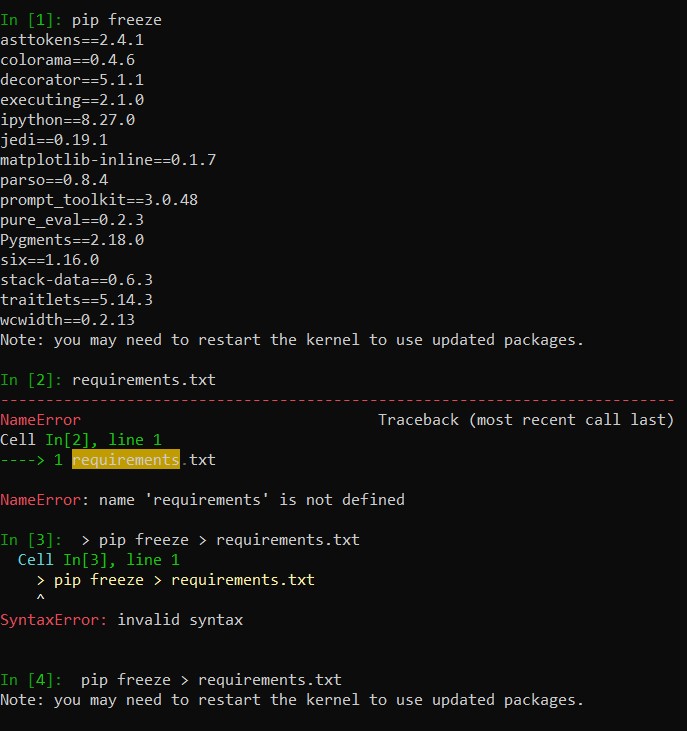 In [1]: pip freeze
asttokens==2.4.1
colorama==0.4.6
decorator==5.1.1
executing==2.1.0
ipython==8.27.0
jedi==0.19.1
matplotlib-inline==0.1.7
parso==0.8.4
prompt_toolkit==3.0.48
pure_eval==0.2.3
Pygments==2.18.0
six==1.16.0
stack-data==0.6.3
traitlets==5.14.3
wcwidth==0.2.13
Note: you may need to restart the kernel to use updated packages.
In [2]: requirements.txt
---------------------------------------------------------------------------
NameError                                 Traceback (most recent call last)
Cell In[2], line 1
----> 1 requirements.txt
NameError: name 'requirements' is not defined
In [3]:  > pip freeze > requirements.txt
  Cell In[3], line 1
    > pip freeze > requirements.txt
    ^
SyntaxError: invalid syntax
In [4]:  pip freeze > requirements.txt
Note: you may need to restart the kernel to use updated packages.